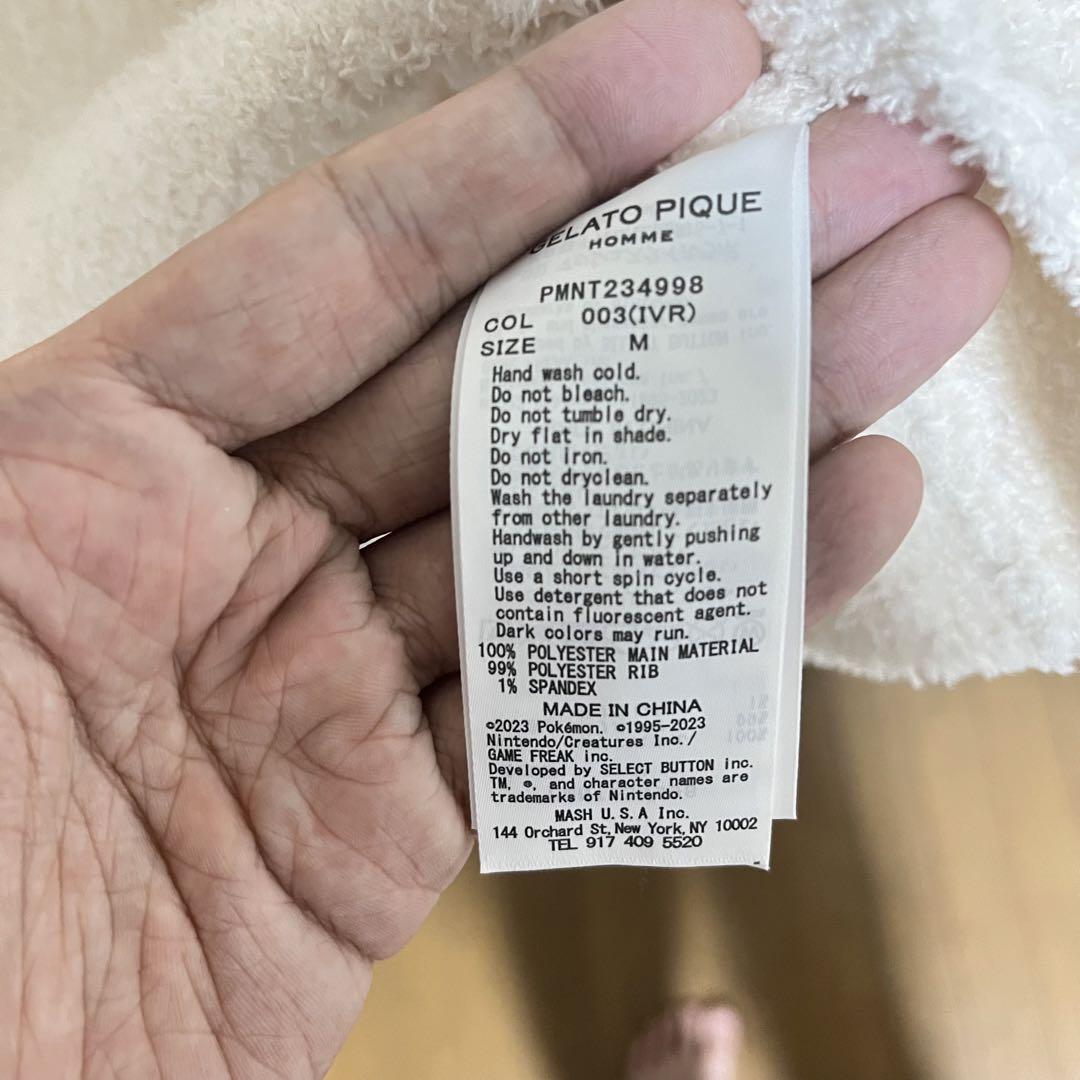 GELATO PIQUE
HOMME
PMNT234998
COL 003(IVR)
SIZE M
Hand wash cold.
Do not bleach.
Do not tumble dry.
Dry flat in shade.
Do not iron.
Do not dryclean.
Wash the laundry separately
from other laundry.
Handwash by gently pushing
up and down in water.
Use a short spin cycle.
Use detergent that does not
contain fluorescent agent.
Dark colors may run.
100% POLYESTER MAIN MATERIAL
99% POLYESTER RIB
1% SPANDEX
MADE IN CHINA
©2023 Pokémon. ©1995-2023
Nintendo/Creatures Inc./
GAME FREAK inc.
Developed by SELECT BUTTON inc.
TM, ®, and character names are
trademarks of Nintendo.
MASH U.S.A Inc.
144 Orchard St, New York, NY 10002
TEL 917 409 5520